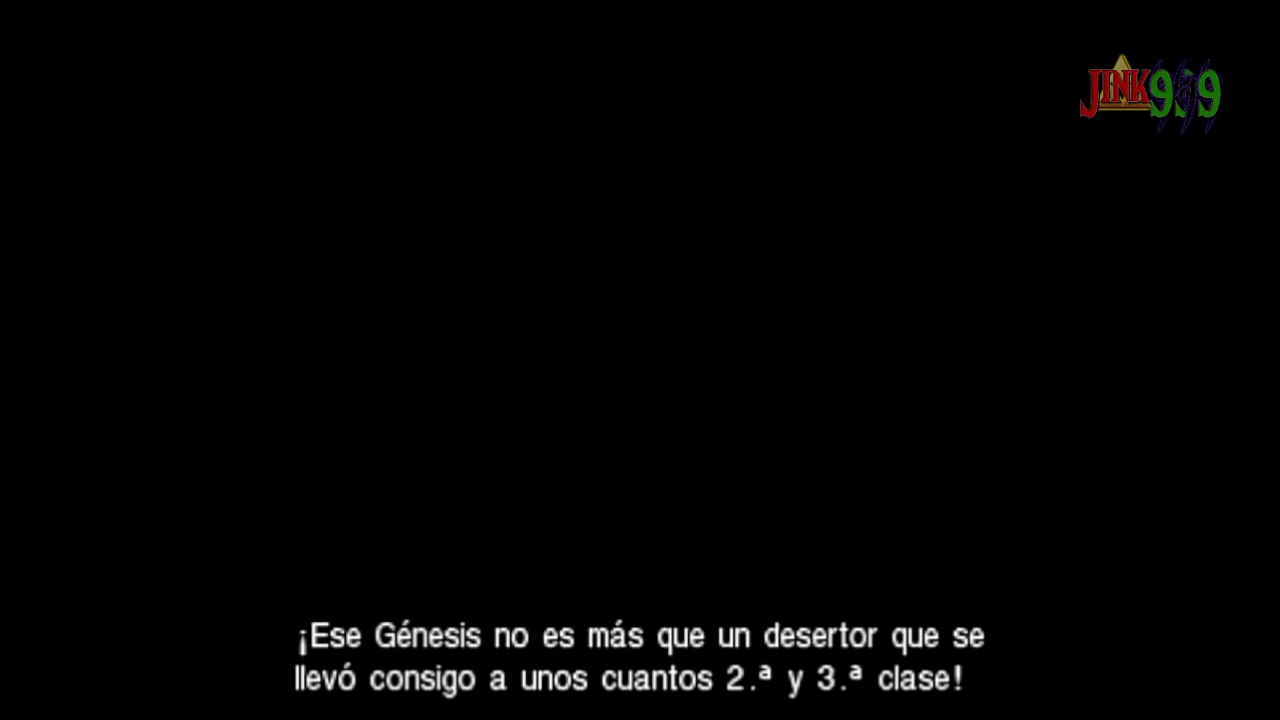 JINK999
¡Ese Génesis no es más que un desertor que se
llevó consigo a unos cuantos 2.ª y 3.ª clase!